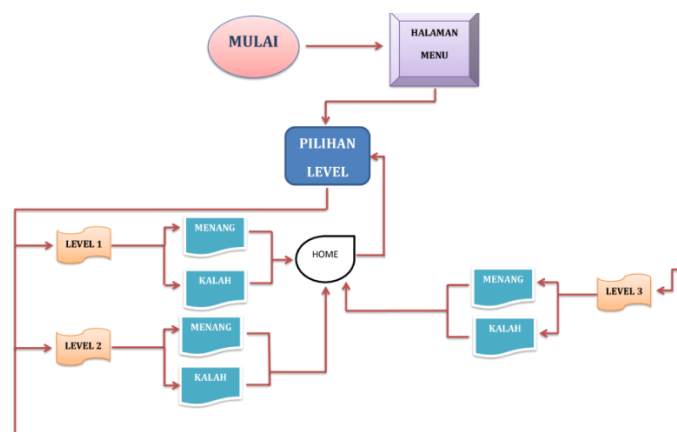 MULAI
HALAMAN
MENU
PILIHAN
LEVEL
LEVEL 1
MENANG
KALAH
HOME
LEVEL 2
MENANG
KALAH
MENANG
KALAH
LEVEL 3